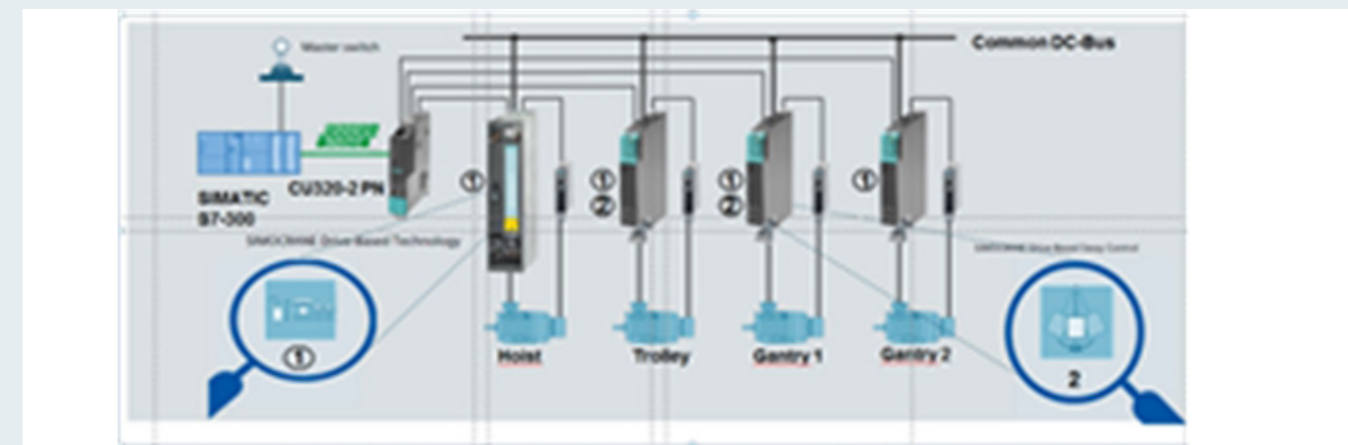 Master switch
Common DC-Bus
SIMATIC
S7-300
CU320-2 PN
①
①
②
①
②
①
SIMOCRANE Drive-Based Technology
SIMOCRANE Drive Based Sway Control
Hoist
Trolley
Gantry 1
Gantry 2
①
2